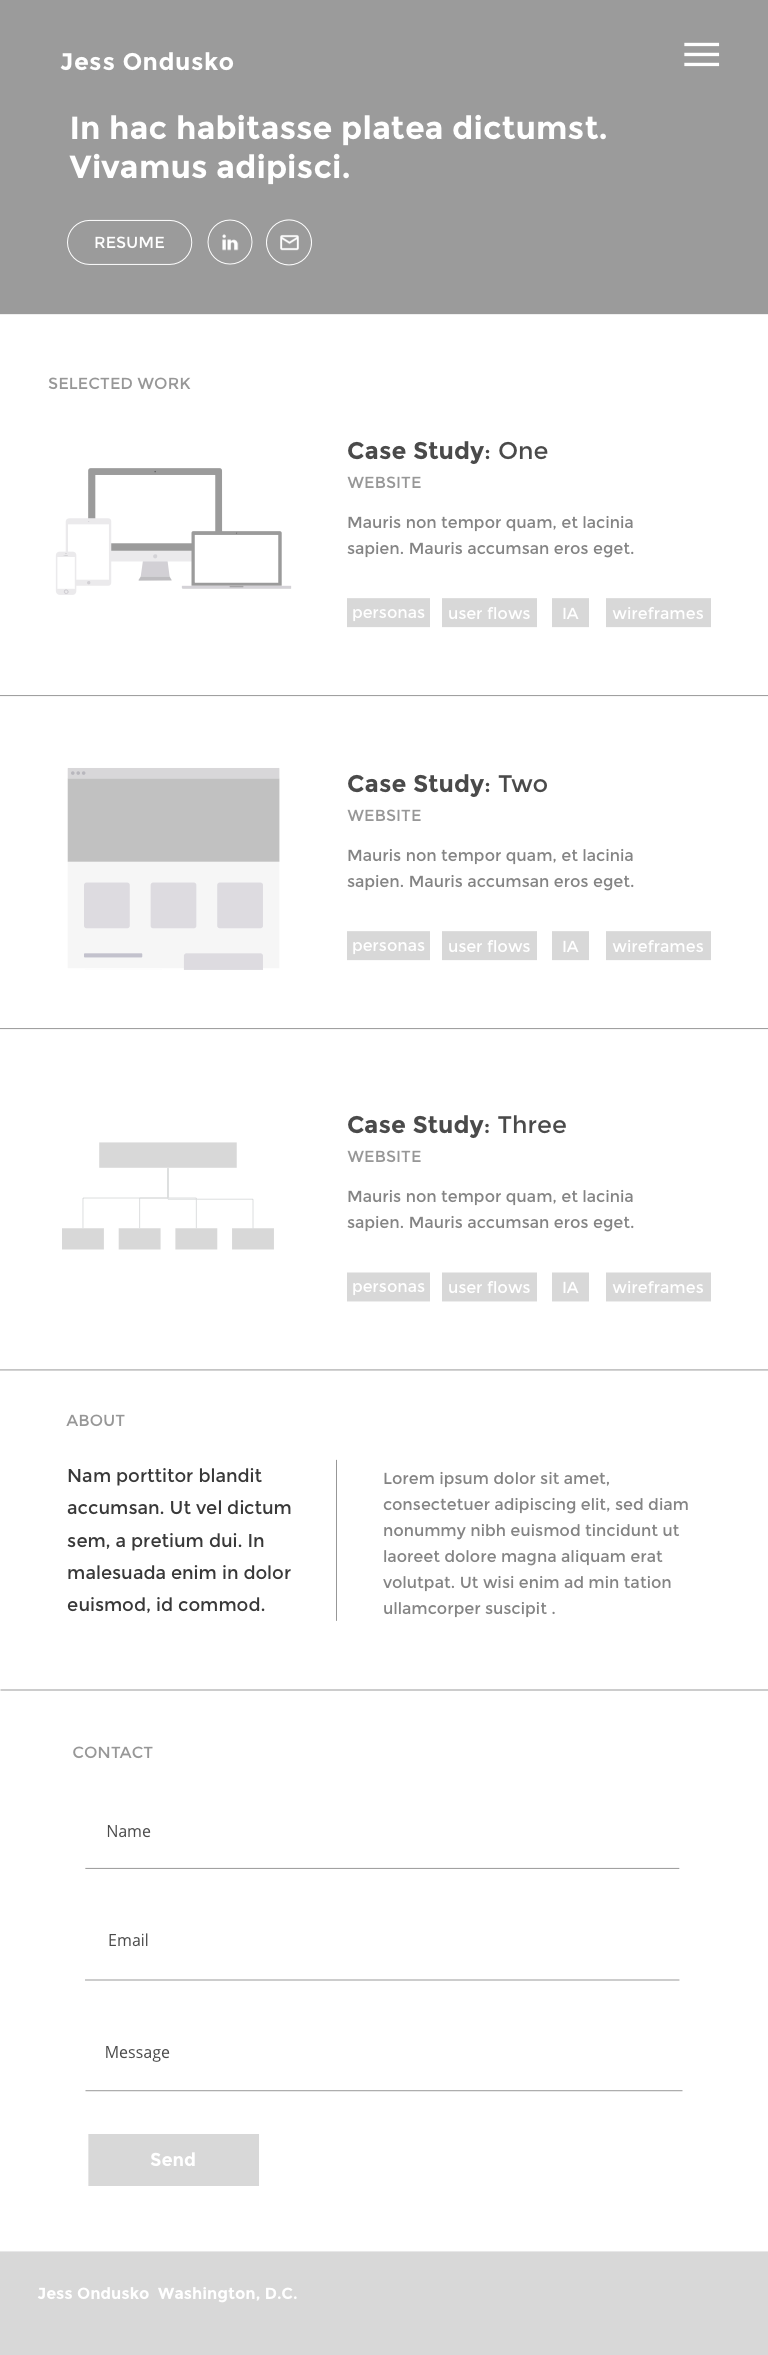 Jess Ondusko
In hac habitasse platea dictumst.
Vivamus adipisci.
RESUME
in
SELECTED WORK
Case Study: One
WEBSITE
Mauris non tempor quam, et lacinia
sapien. Mauris accumsan eros eget.
personas user flows IA wireframes
Case Study: Two
WEBSITE
Mauris non tempor quam, et lacinia
sapien. Mauris accumsan eros eget.
personas user flows IA wireframes
Case Study: Three
WEBSITE
Mauris non tempor quam, et lacinia
sapien. Mauris accumsan eros eget.
personas user flows IA wireframes
ABOUT
Nam porttitor blandit
accumsan. Ut vel dictum
sem, a pretium dui. In
malesuada enim in dolor
euismod, id commod.
Lorem ipsum dolor sit amet,
consectetuer adipiscing elit, sed diam
nonummy nibh euismod tincidunt ut
laoreet dolore magna aliquam erat
volutpat. Ut wisi enim ad min tation
ullamcorper suscipit .
CONTACT
Name
Email
Message
Send
Jess Ondusko Washington, D.C.